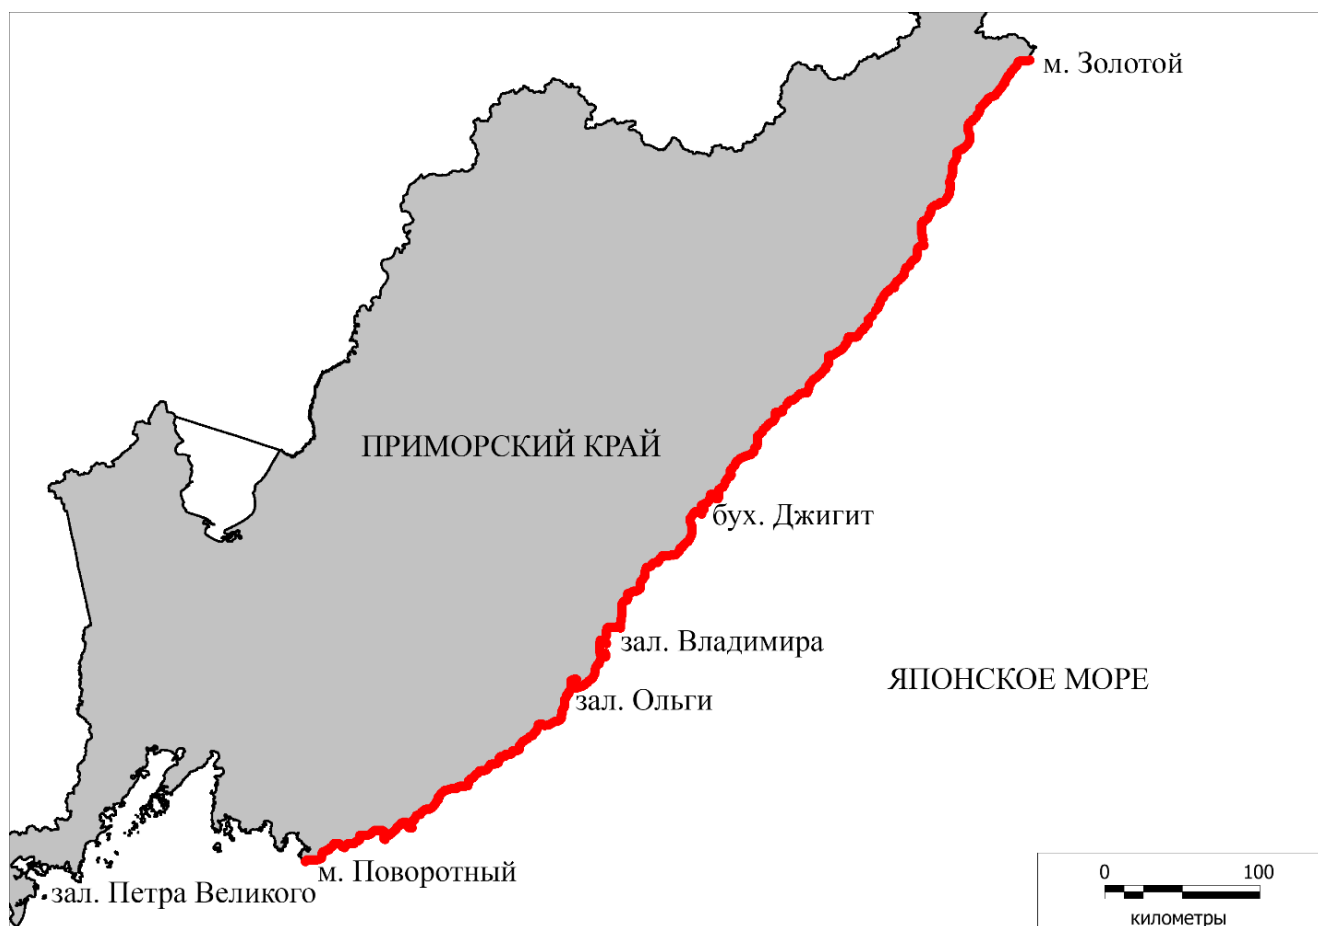 м. Золотой
ПРИМОРСКИЙ КРАЙ
бух. Джигит
зал. Владимира
ЯПОНСКОЕ МОРЕ
зал. Ольги
м. Поворотный
зал. Петра Великого
0 100
километры